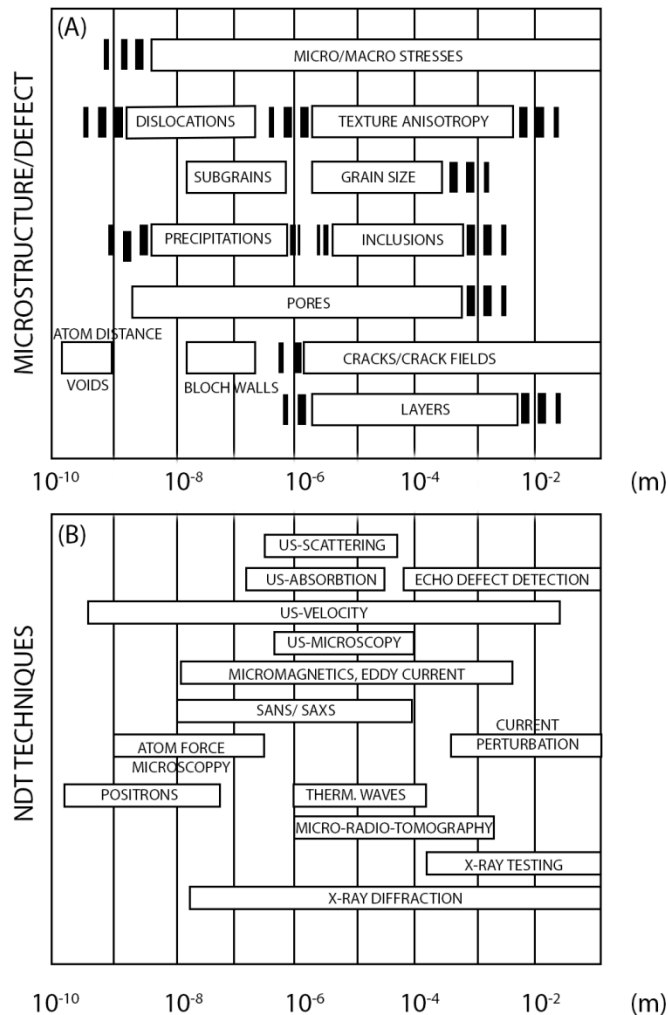 (A)
MICROSTRUCTURE/DEFECT
MICRO/MACRO STRESSES
DISLOCATIONS
TEXTURE ANISOTROPY
SUBGRAINS
GRAIN SIZE
PRECIPITATIONS
INCLUSIONS
PORES
ATOM DISTANCE
VOIDS
BLOCH WALLS
CRACKS/CRACK FIELDS
LAYERS
10⁻¹⁰ 10⁻⁸ 10⁻⁶ 10⁻⁴ 10⁻² (m)
(B)
NDT TECHNIQUES
US-SCATTERING
US-ABSORBTION
ECHO DEFECT DETECTION
US-VELOCITY
US-MICROSCOPY
MICROMAGNETICS, EDDY CURRENT
SANS/ SAXS
CURRENT
PERTURBATION
ATOM FORCE
MICROSCOPPY
POSITRONS
THERM. WAVES
MICRO-RADIO-TOMOGRAPHY
X-RAY TESTING
X-RAY DIFFRACTION
10⁻¹⁰ 10⁻⁸ 10⁻⁶ 10⁻⁴ 10⁻² (m)